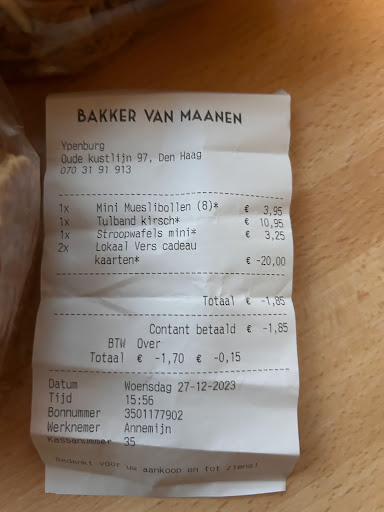 BAKKER VAN MAANEN
Ypenburg
Oude kustlijn 97, Den Haag
070 31 91 913
1x Mini Mueslibollen (8)* € 3,95
1x Tulband kirsch* € 10,95
1x Stroopwafels mini* € 3,25
2x Lokaal Vers cadeau
kaarten* € -20,00
Totaal € -1,85
Contant betaald € -1,85
BTW Over
Totaal € -1,70 € -0,15
Datum Woensdag 27-12-2023
Tijd 15:56
Bonnummer 3501177902
Werknemer Annemijn
Kassanummer 35
Bedankt voor uw aankoop en tot ziens!